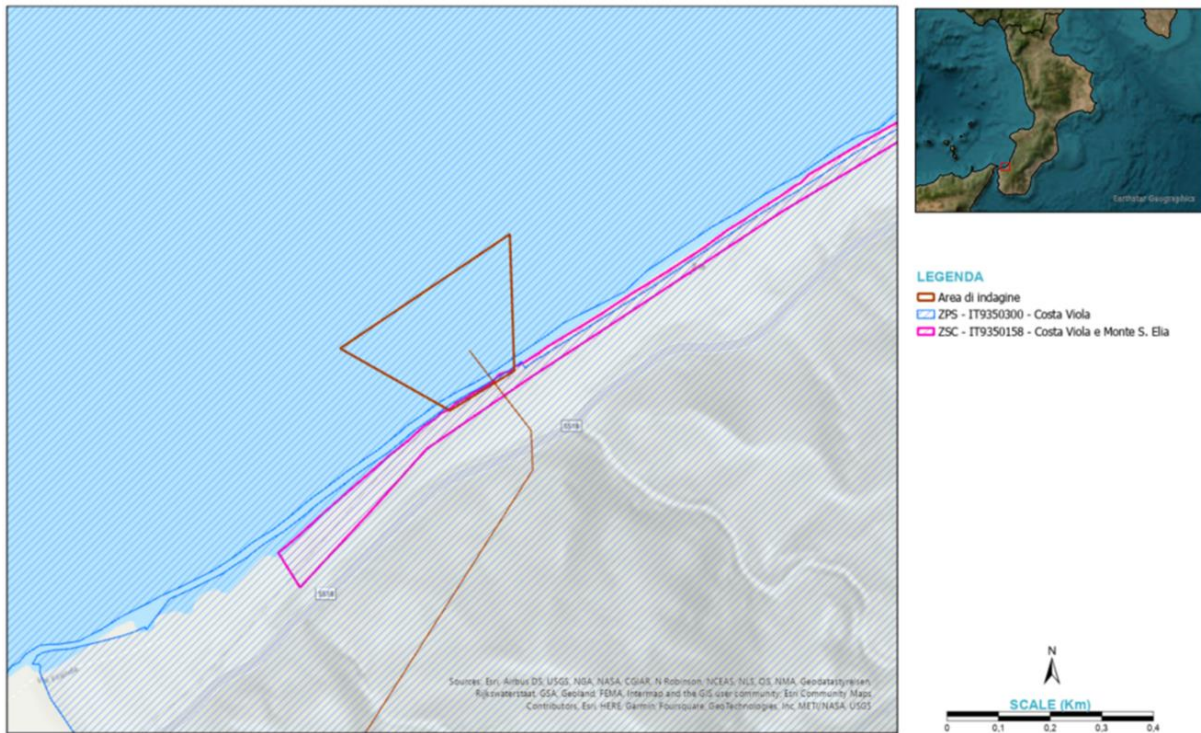 SS18
SS18
Via Scianda
Sources: Esri, Airbus DS, USGS, NGA, NASA, CGIAR, N Robinson, NCEAS, NLS, OS, NMA, Geodatastyrelsen,
Rijkswaterstaat, GSA, Geoland, FEMA, Intermap and the GIS user community, Esri Community Maps
Contributors, Esri, HERE, Garmin, Foursquare, GeoTechnologies, Inc, METI/NASA, USGS
Earthstar Geographics
LEGENDA
Area di indagine
ZPS - IT9350300 - Costa Viola
ZSC - IT9350158 - Costa Viola e Monte S. Elia
N
SCALE (Km)
0 0,1 0,2 0,3 0,4